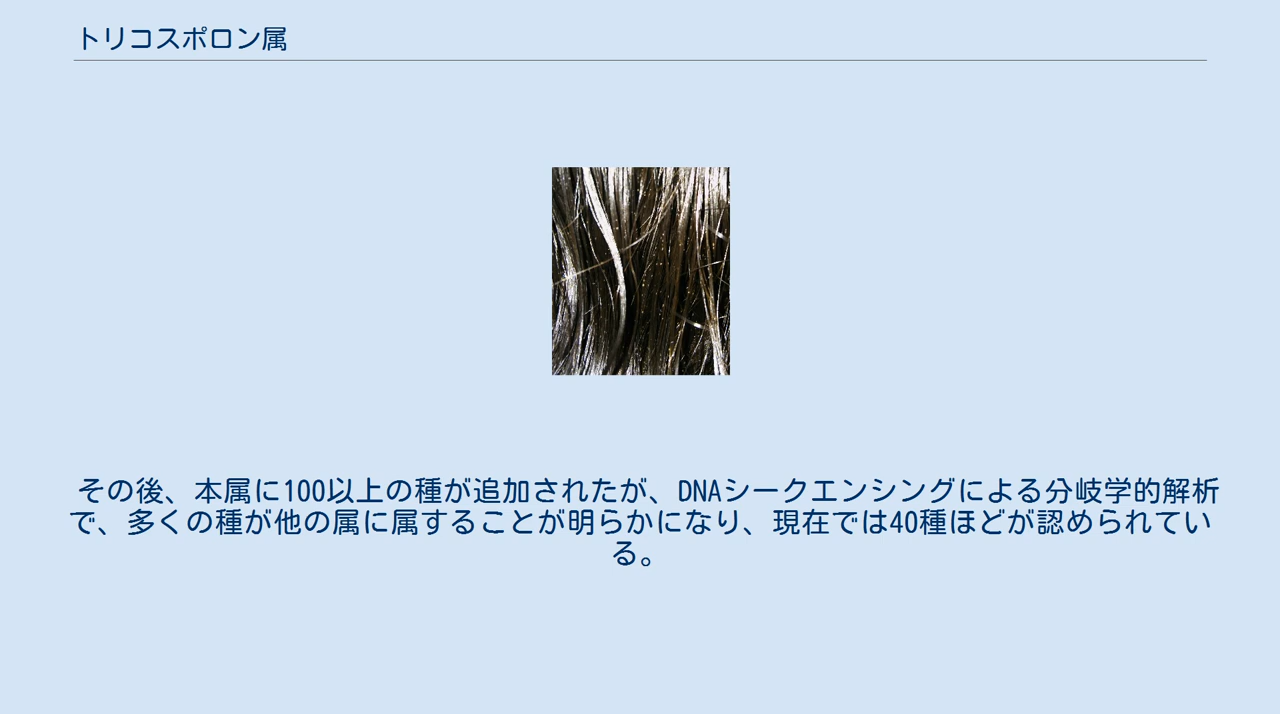 トリコスポロン属
その後、本属に100以上の種が追加されたが、DNAシークエンシングによる分岐学的解析
で、多くの種が他の属に属することが明らかになり、現在では40種ほどが認められてい
る。